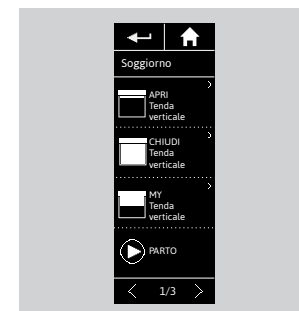 Soggiorno
APRI
Tenda
verticale
CHIUDI
Tenda
verticale
MY
Tenda
verticale
PARTO
1/3